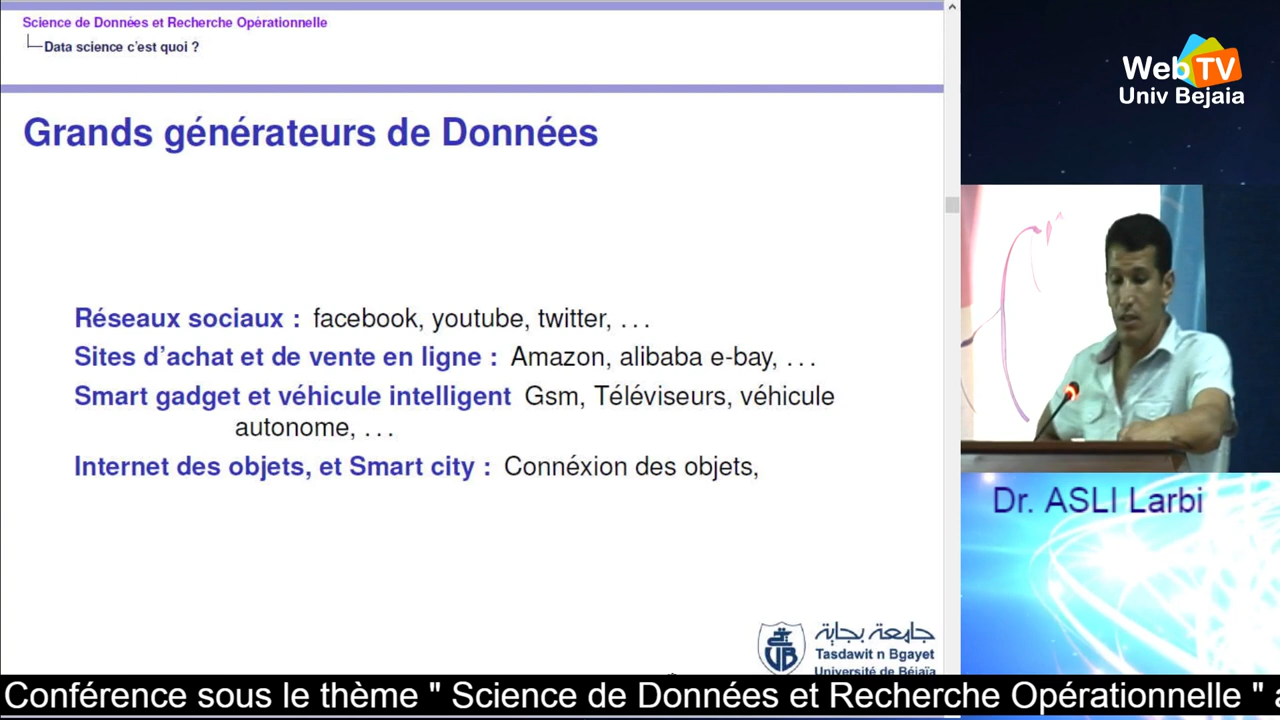 Science de Données et Recherche Opérationnelle
Data science c'est quoi ?
Grands générateurs de Données
Réseaux sociaux : facebook, youtube, twitter, . . .
Sites d'achat et de vente en ligne : Amazon, alibaba e-bay, . . .
Smart gadget et véhicule intelligent Gsm, Téléviseurs, véhicule
autonome, . . .
Internet des objets, et Smart city : Connéxion des objets,
جامعة بجاية
Tasdawit n Bgayet
Université de Béjaïa
UB
Web TV
Univ Bejaia
Dr. ASLI Larbi
Conférence sous le thème " Science de Données et Recherche Opérationnelle "